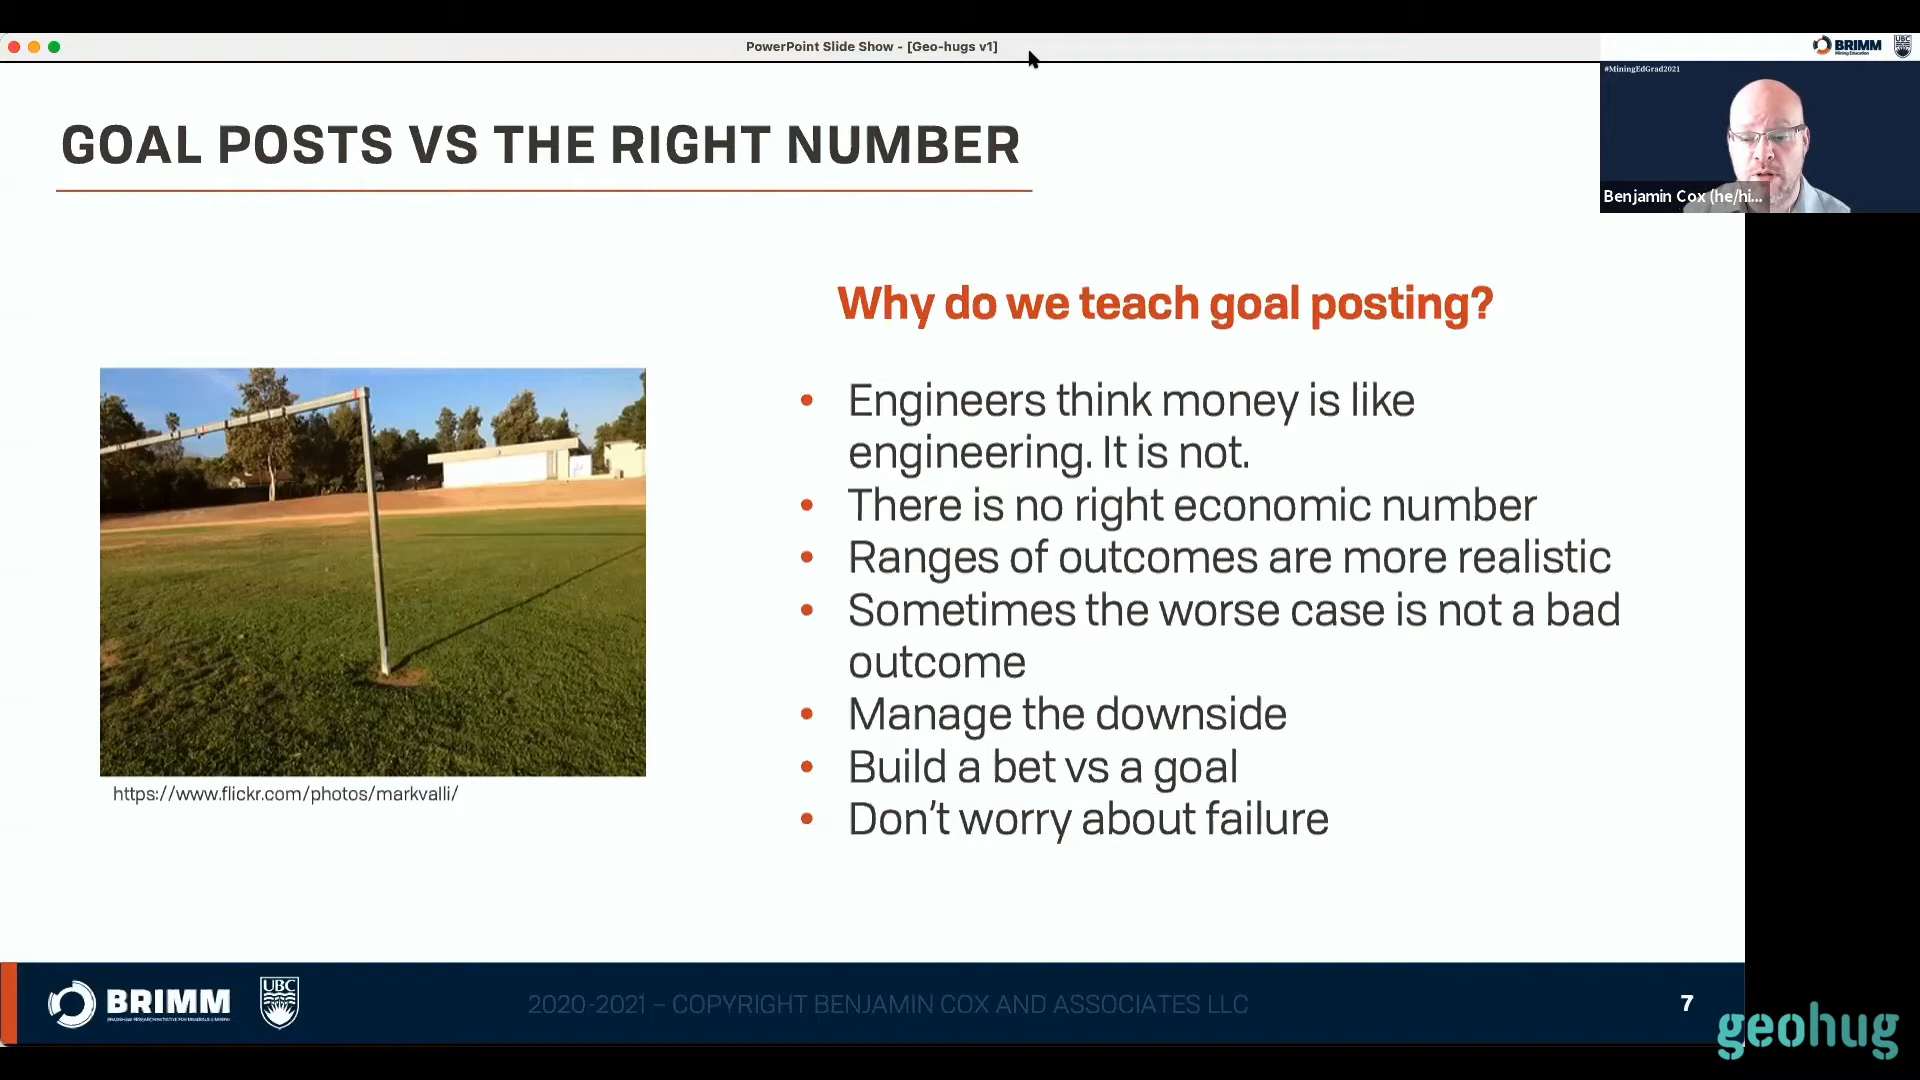 PowerPoint Slide Show - [Geo-hugs v1]
BRIMM
Mining Education
UBC
#MiningEdGrad2021
Benjamin Cox (he/hi...
GOAL POSTS VS THE RIGHT NUMBER
Why do we teach goal posting?
• Engineers think money is like
engineering. It is not.
• There is no right economic number
• Ranges of outcomes are more realistic
• Sometimes the worse case is not a bad
outcome
• Manage the downside
• Build a bet vs a goal
• Don't worry about failure
https://www.flickr.com/photos/markvalli/
BRIMM
UBC
2020-2021 – COPYRIGHT BENJAMIN COX AND ASSOCIATES LLC
7
geohug